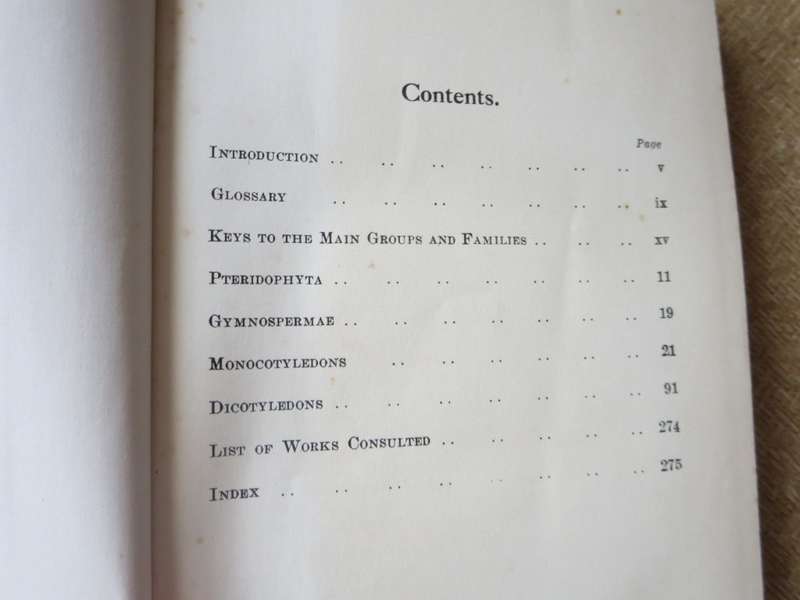 Contents.
Page
Introduction .. .. .. .. .. .. .. v
Glossary .. .. .. .. .. .. ix
Keys to the Main Groups and Families .. .. .. xv
Pteridophyta .. .. .. .. .. .. .. 11
Gymnospermae .. .. .. .. .. .. .. 19
Monocotyledons .. .. .. .. .. .. 21
Dicotyledons .. .. .. .. .. .. .. 91
List of Works Consulted .. .. .. .. .. 274
Index .. .. .. .. .. .. .. .. 275